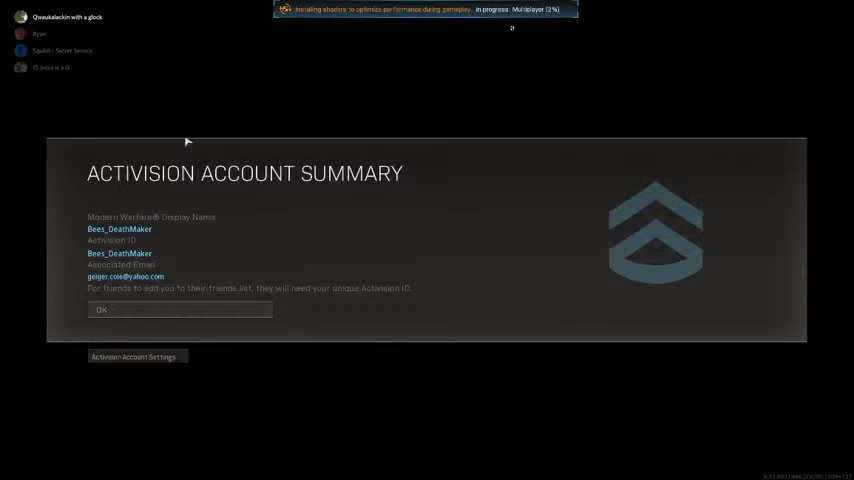 Installing shaders to optimize performance during gameplay. In progress: Multiplayer (2%)
Qwaukalackin with a glock
Ryan
Squibb - Secret Service
ACTIVISION ACCOUNT SUMMARY
Modern Warfare® Display Name
Bees_DeathMaker
Activision ID
Bees_DeathMaker
Associated Email
geiger.cole@yahoo.com
For friends to add you to their friends list, they will need your unique Activision ID.
OK
Activision Account Settings